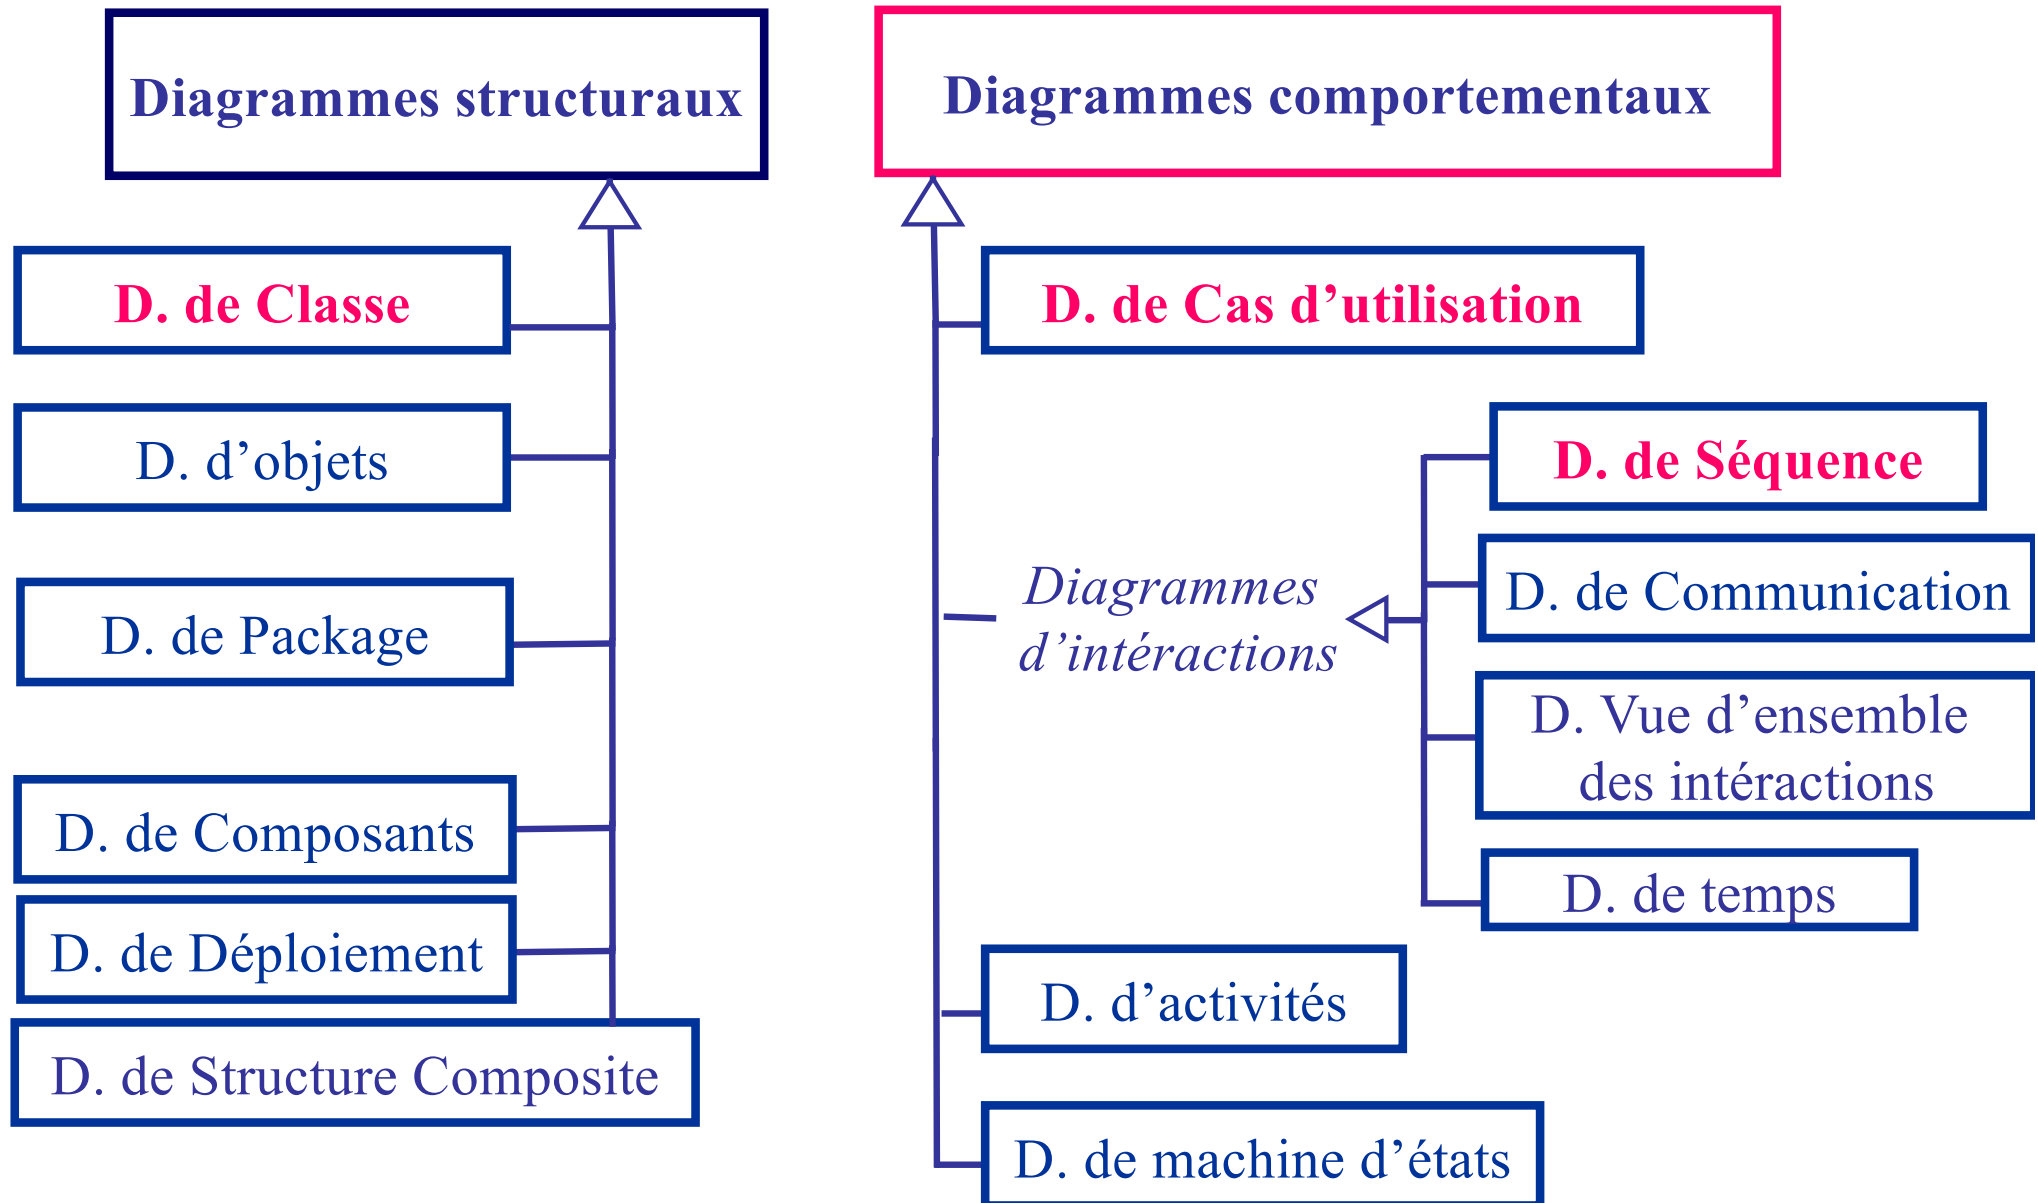 Diagrammes structuraux
D. de Classe
D. d’objets
D. de Package
D. de Composants
D. de Déploiement
D. de Structure Composite
Diagrammes comportementaux
D. de Cas d’utilisation
Diagrammes
d’intéractions
D. de Séquence
D. de Communication
D. Vue d’ensemble
des intéractions
D. de temps
D. d’activités
D. de machine d’états